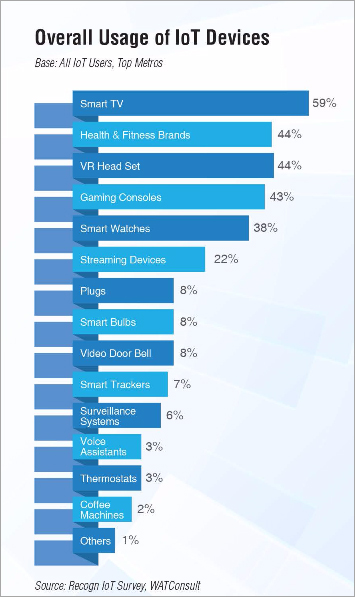 Overall Usage of IoT Devices
Base: All IoT Users, Top Metros
Smart TV 59%
Health & Fitness Brands 44%
VR Head Set 44%
Gaming Consoles 43%
Smart Watches 38%
Streaming Devices 22%
Plugs 8%
Smart Bulbs 8%
Video Door Bell 8%
Smart Trackers 7%
Surveillance
Systems 6%
Voice
Assistants 3%
Thermostats 3%
Coffee
Machines 2%
Others 1%
Source: Recogn IoT Survey, WATConsult